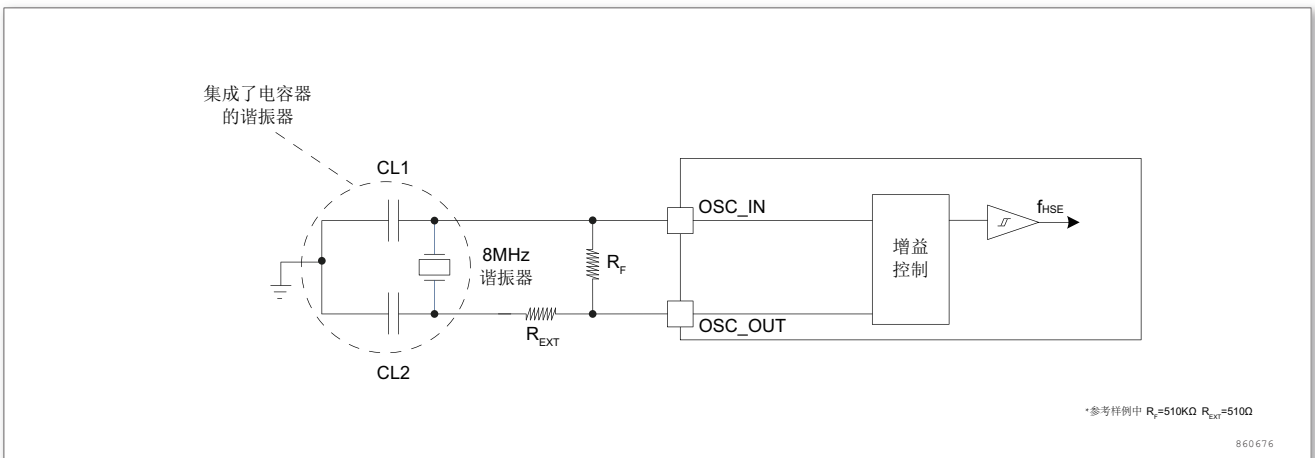 集成了电容器
的谐振器
CL1
OSC_IN
fHSE
8MHz
谐振器
RF
增益
控制
REXT
OSC_OUT
CL2
*参考样例中 RF=510KΩ REXT=510Ω
860676